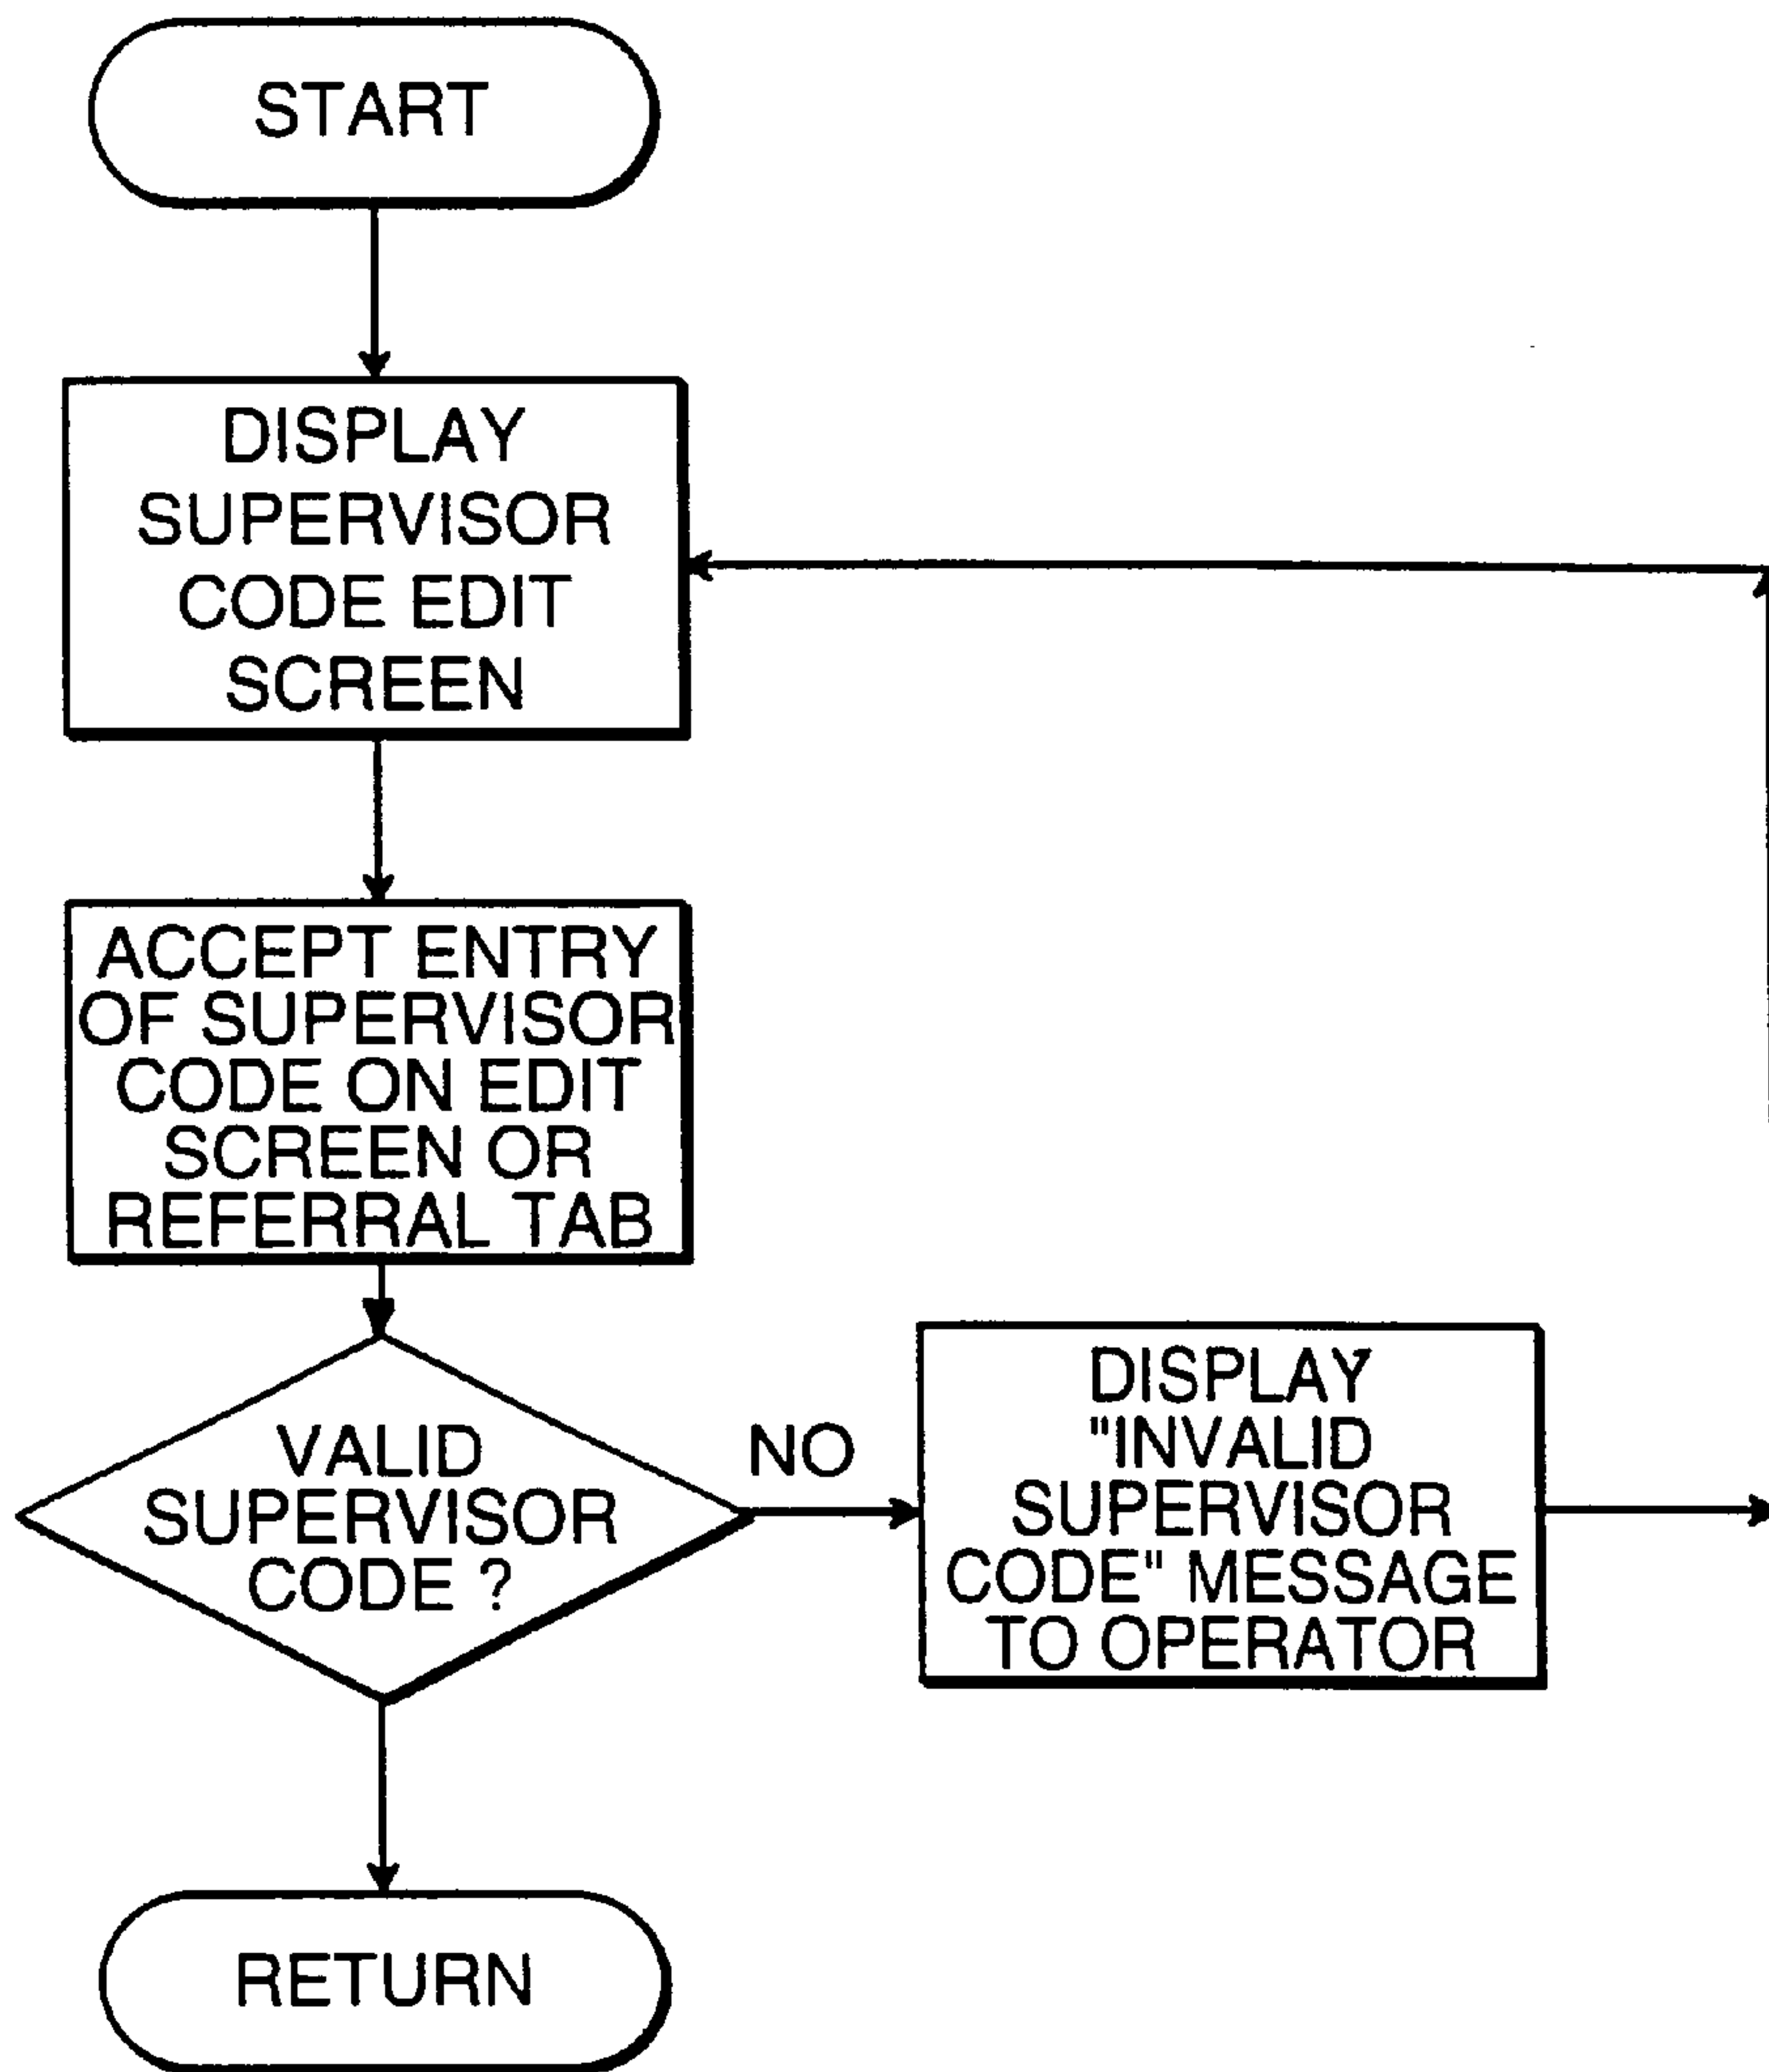 START
DISPLAY
SUPERVISOR
CODE EDIT
SCREEN
ACCEPT ENTRY
OF SUPERVISOR
CODE ON EDIT
SCREEN OR
REFERRAL TAB
VALID
SUPERVISOR
CODE ?
NO
DISPLAY
"INVALID
SUPERVISOR
CODE" MESSAGE
TO OPERATOR
RETURN